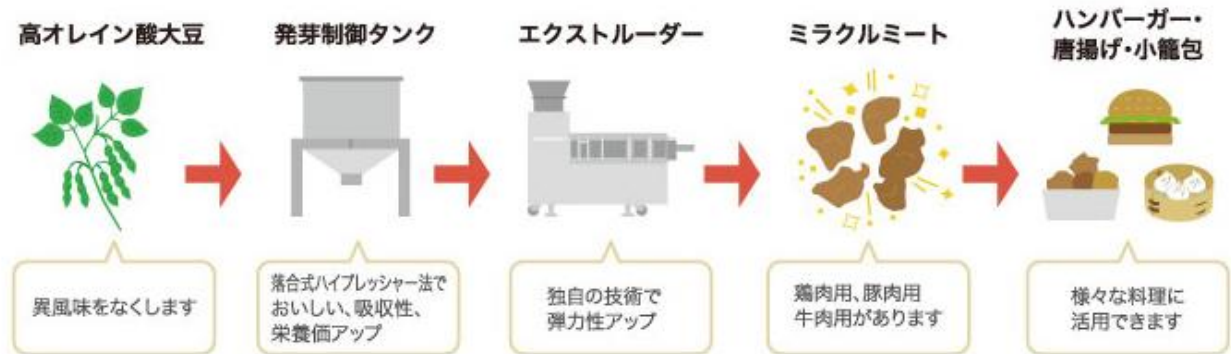 高オレイン酸大豆
発芽制御タンク
エクストルーダー
ミラクルミート
ハンバーガー・
唐揚げ・小籠包
異風味をなくします
落合式ハイプレッシャー法で
おいしい、吸収性、
栄養価アップ
独自の技術で
弾力性アップ
鶏肉用、豚肉用
牛肉用があります
様々な料理に
活用できます